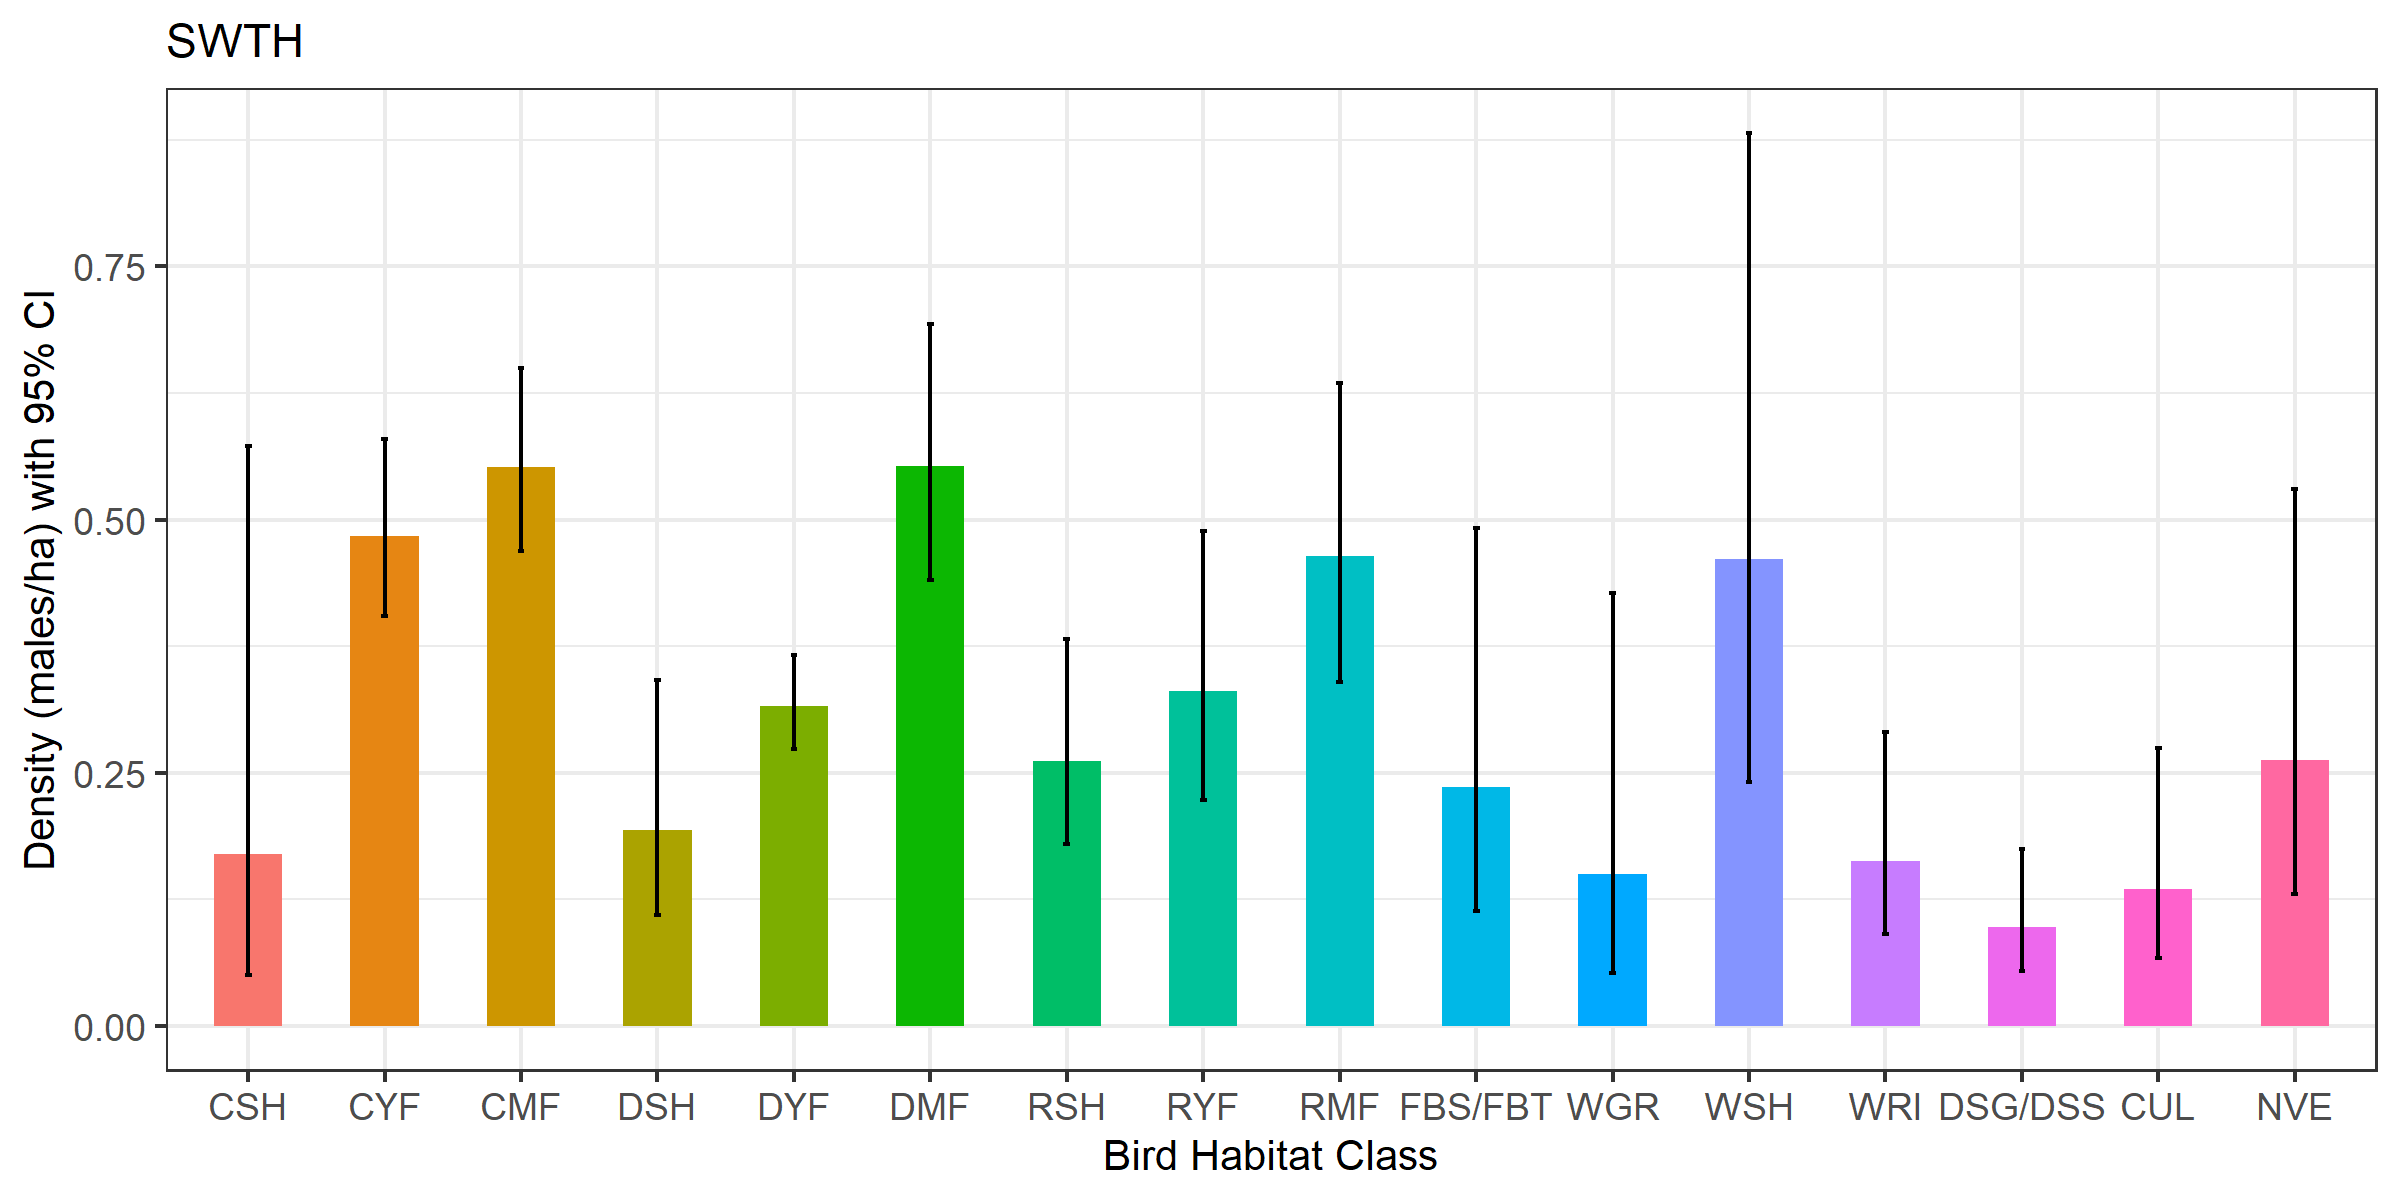 SWTH
Density (males/ha) with 95% CI
0.75
0.50
0.25
0.00
CSH CYF CMF DSH DYF DMF RSH RYF RMF FBS/FBT WGR WSH WRI DSG/DSS CUL NVE
Bird Habitat Class